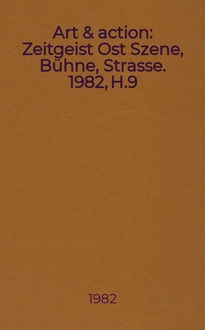 Art & action:
Zeitgeist Ost Szene,
Bühne, Strasse.
1982, H.9
1982